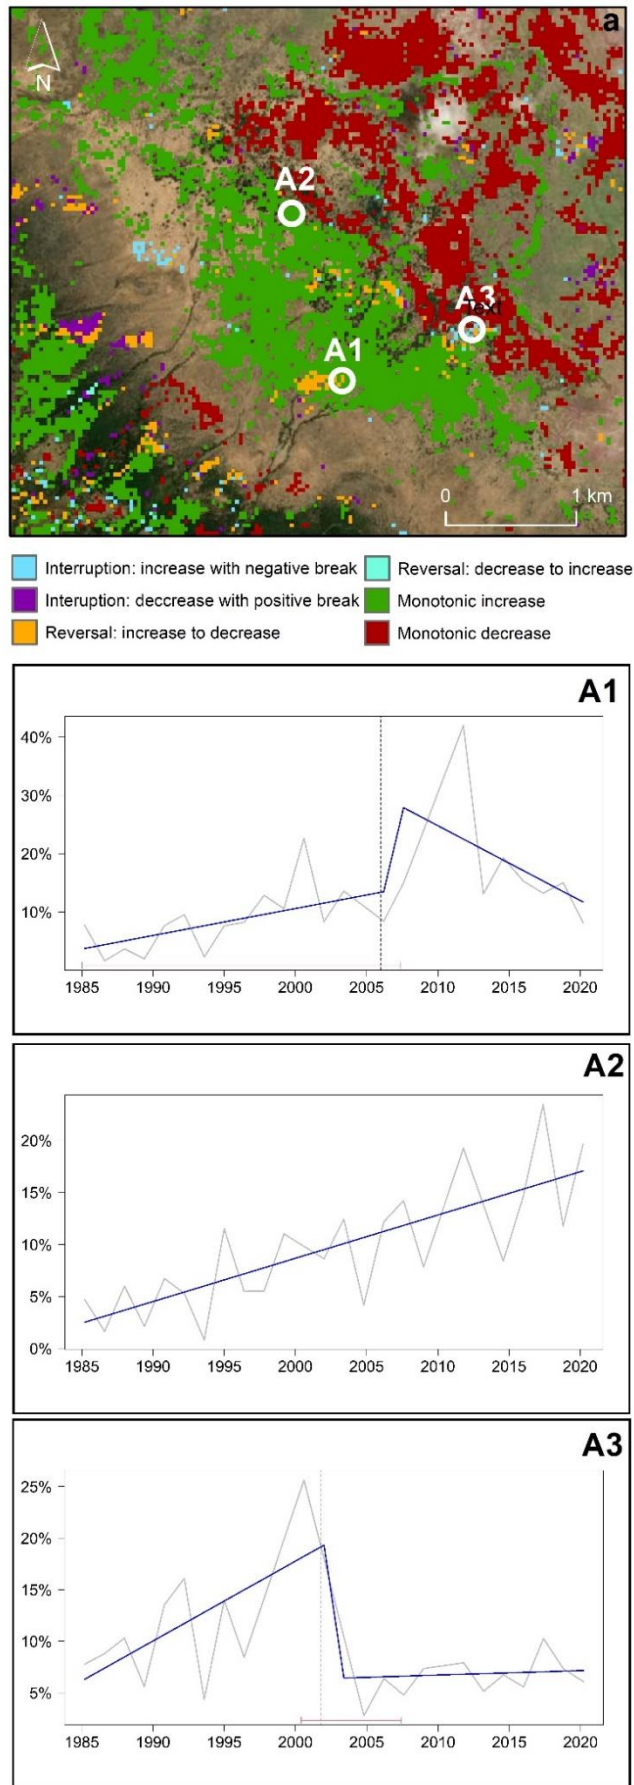 a
N
A2
A3
Text
A1
0 1 km
Interruption: increase with negative break Reversal: decrease to increase
Interuption: deccrease with positive break Monotonic increase
Reversal: increase to decrease Monotonic decrease
A1
40%
30%
20%
10%
1985 1990 1995 2000 2005 2010 2015 2020
A2
20%
15%
10%
5%
0%
1985 1990 1995 2000 2005 2010 2015 2020
A3
25%
20%
15%
10%
5%
1985 1990 1995 2000 2005 2010 2015 2020